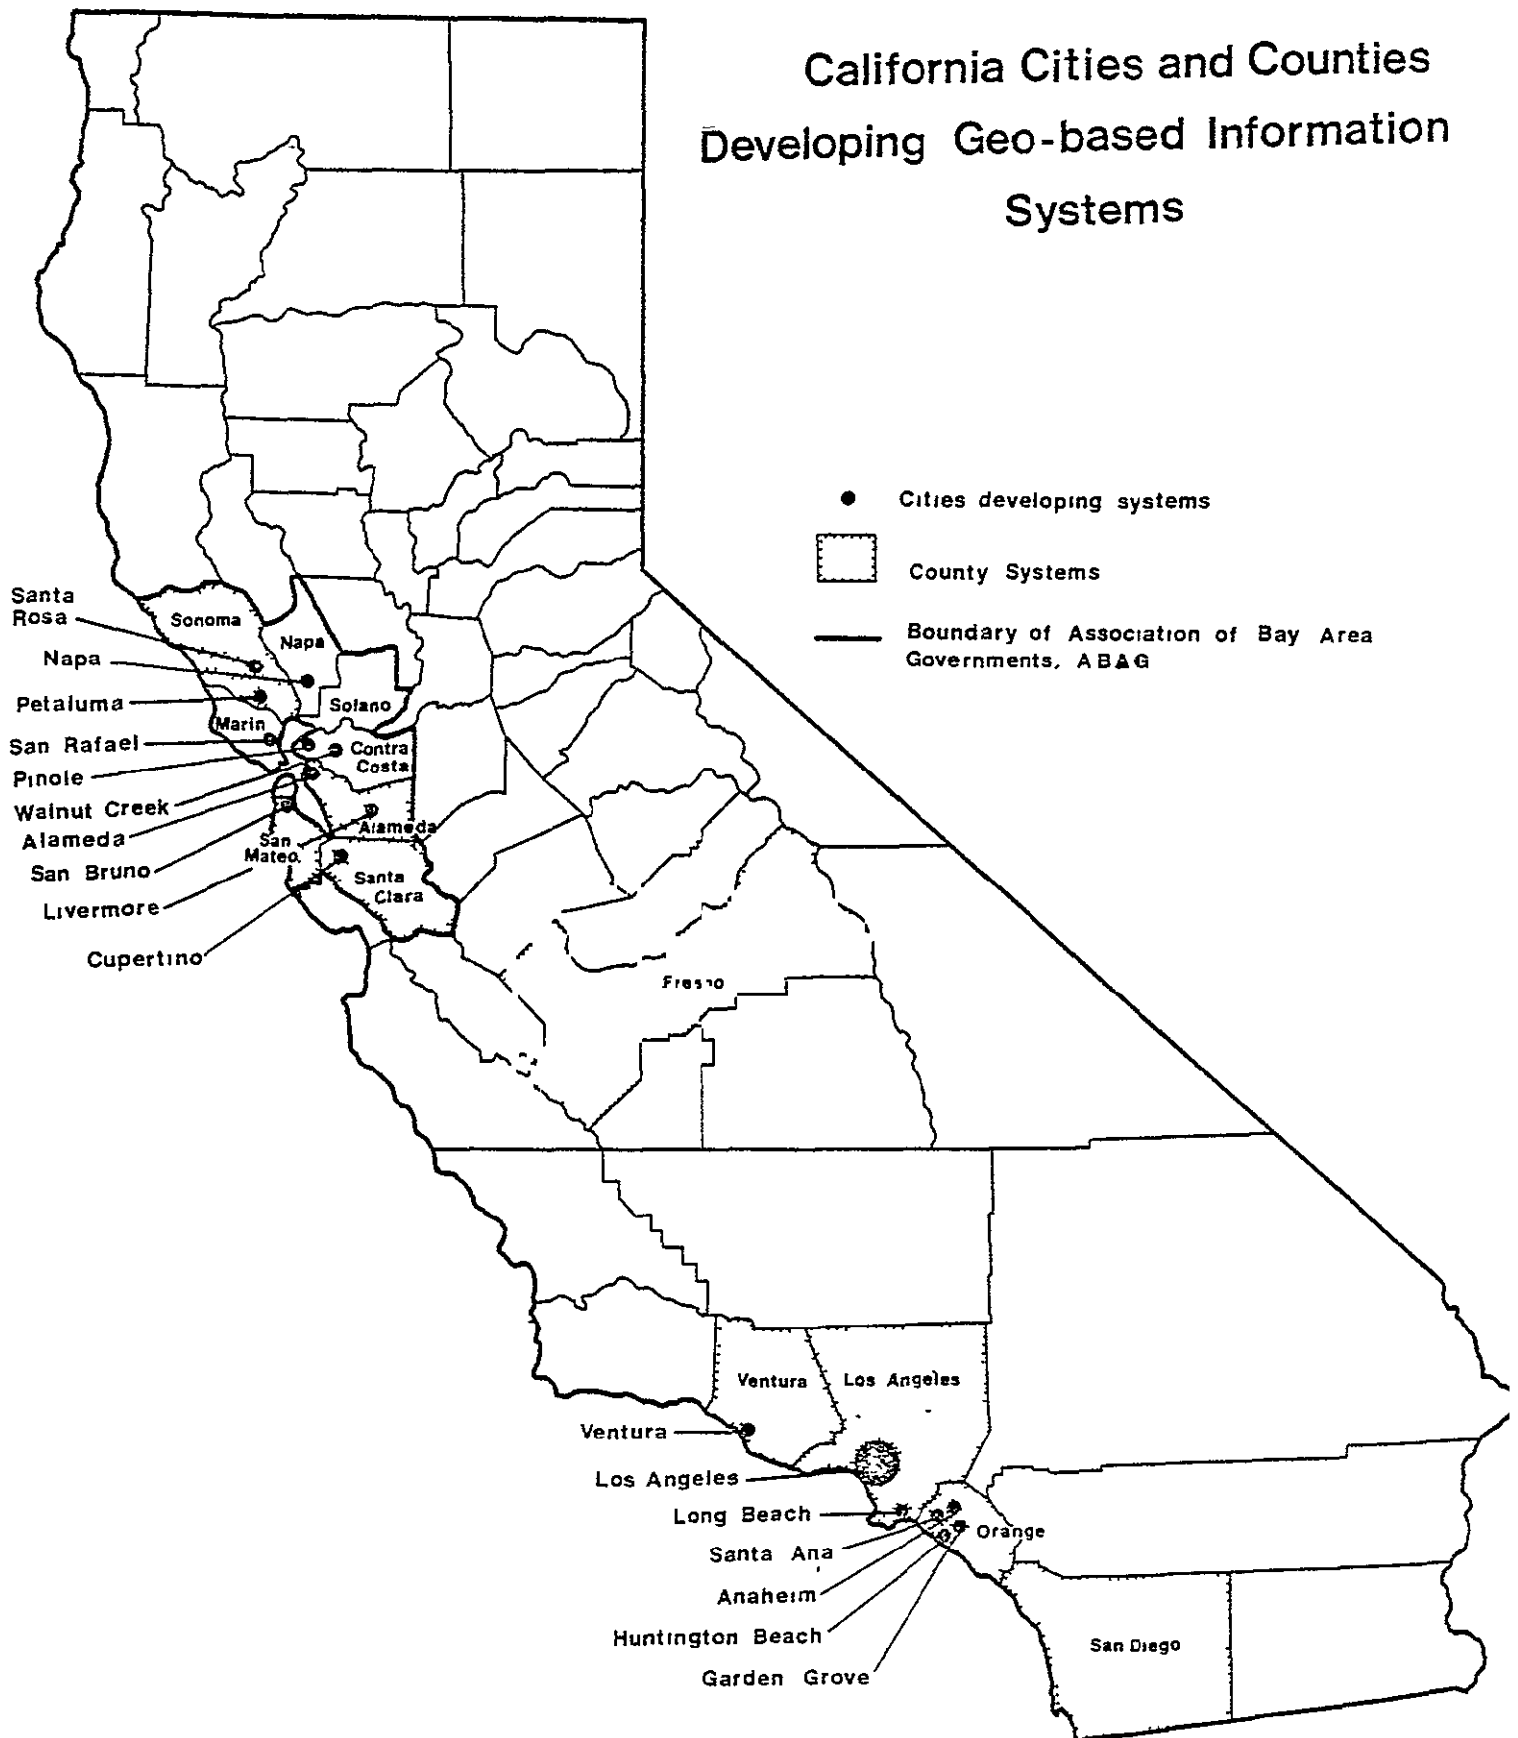 California Cities and Counties
Developing Geo-based Information
Systems
Cities developing systems
County Systems
Boundary of Association of Bay Area
Governments, ABAG
Santa
Rosa
Napa
Petaluma
San Rafael
Pinole
Walnut Creek
Alameda
San Bruno
Livermore
Cupertino
Sonoma
Napa
Solano
Marin
Contra
Costa
Alameda
San
Mateo
Santa
Clara
Fresno
Ventura
Los Angeles
Ventura
Los Angeles
Long Beach
Santa Ana
Anaheim
Huntington Beach
Garden Grove
Orange
San Diego